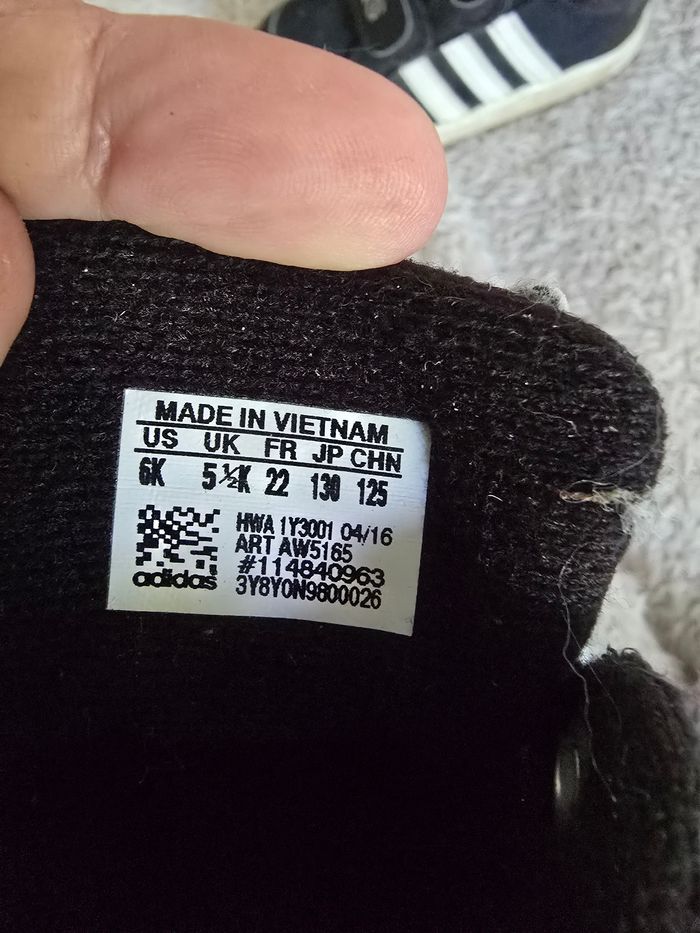 MADE IN VIETNAM
US UK FR JP CHN
6K 5½K 22 130 125
HWA 1Y3001 04/16
ART AW5165
#114840963
adidas 3Y8Y0N9800026